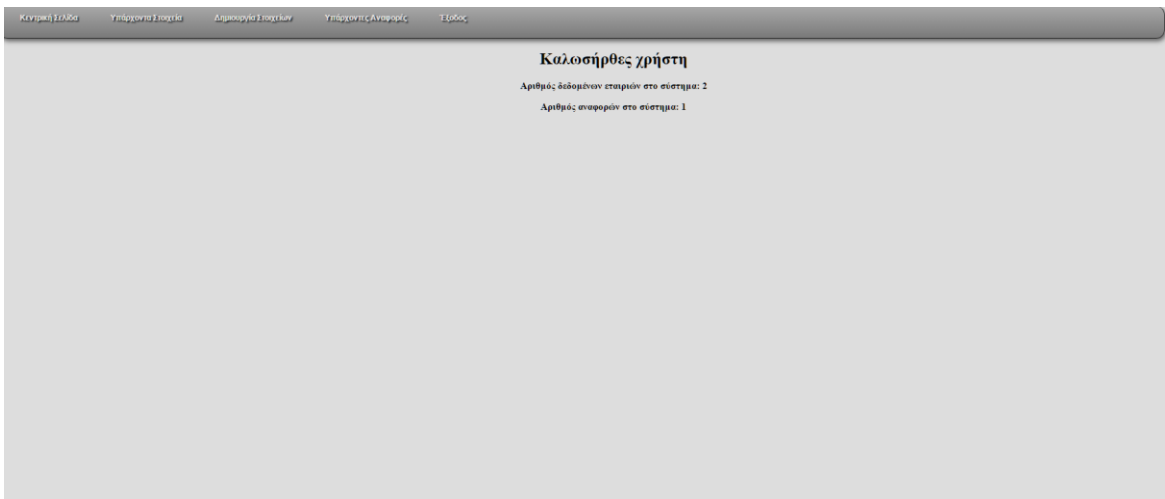 Κεντρική Σελίδα Υπάρχοντα Στοιχεία Δημιουργία Στοιχείων Υπάρχοντες Αναφορές Έξοδος
Καλωσήρθες χρήστη
Αριθμός δεδομένων εταιριών στο σύστημα: 2
Αριθμός αναφορών στο σύστημα: 1